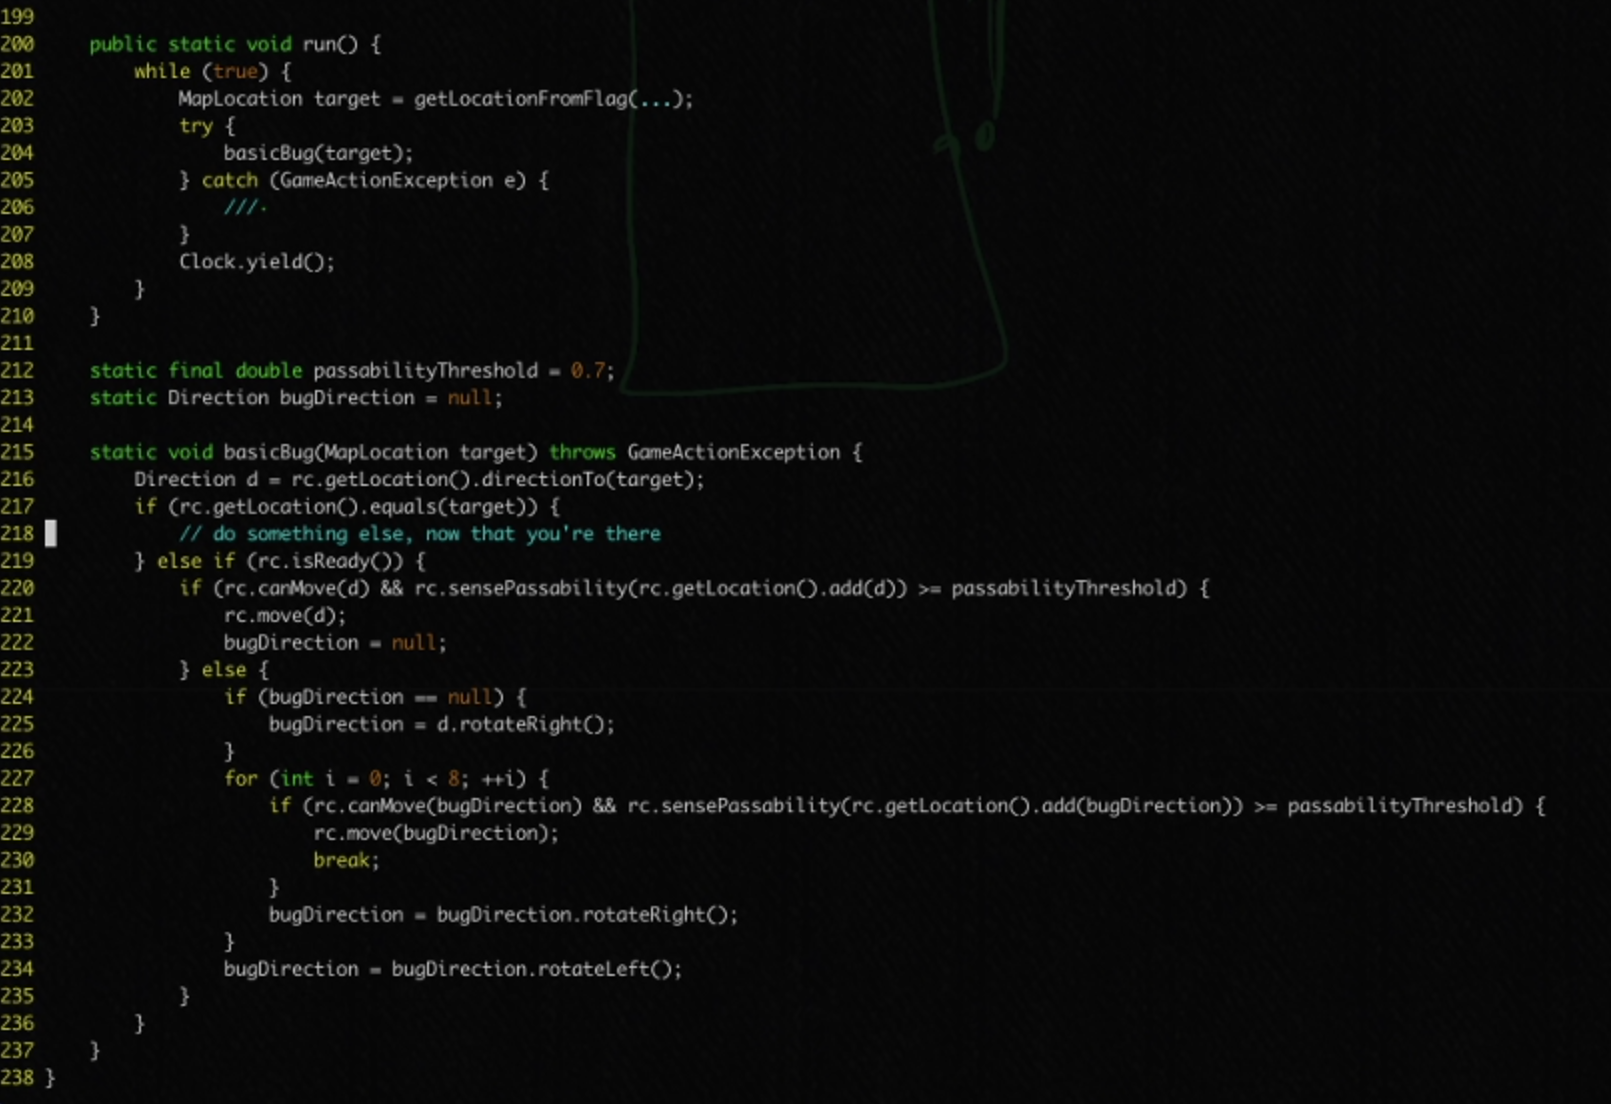 199
200     public static void run() {
201         while (true) {
202             MapLocation target = getLocationFromFlag(...);
203             try {
204                 basicBug(target);
205             } catch (GameActionException e) {
206                 ///.
207             }
208             Clock.yield();
209         }
210     }
211
212     static final double passabilityThreshold = 0.7;
213     static Direction bugDirection = null;
214
215     static void basicBug(MapLocation target) throws GameActionException {
216         Direction d = rc.getLocation().directionTo(target);
217         if (rc.getLocation().equals(target)) {
218             // do something else, now that you're there
219         } else if (rc.isReady()) {
220             if (rc.canMove(d) && rc.sensePassability(rc.getLocation().add(d)) >= passabilityThreshold) {
221                 rc.move(d);
222                 bugDirection = null;
223             } else {
224                 if (bugDirection == null) {
225                     bugDirection = d.rotateRight();
226                 }
227                 for (int i = 0; i < 8; ++i) {
228                     if (rc.canMove(bugDirection) && rc.sensePassability(rc.getLocation().add(bugDirection)) >= passabilityThreshold) {
229                         rc.move(bugDirection);
230                         break;
231                     }
232                     bugDirection = bugDirection.rotateRight();
233                 }
234                 bugDirection = bugDirection.rotateLeft();
235             }
236         }
237     }
238 }